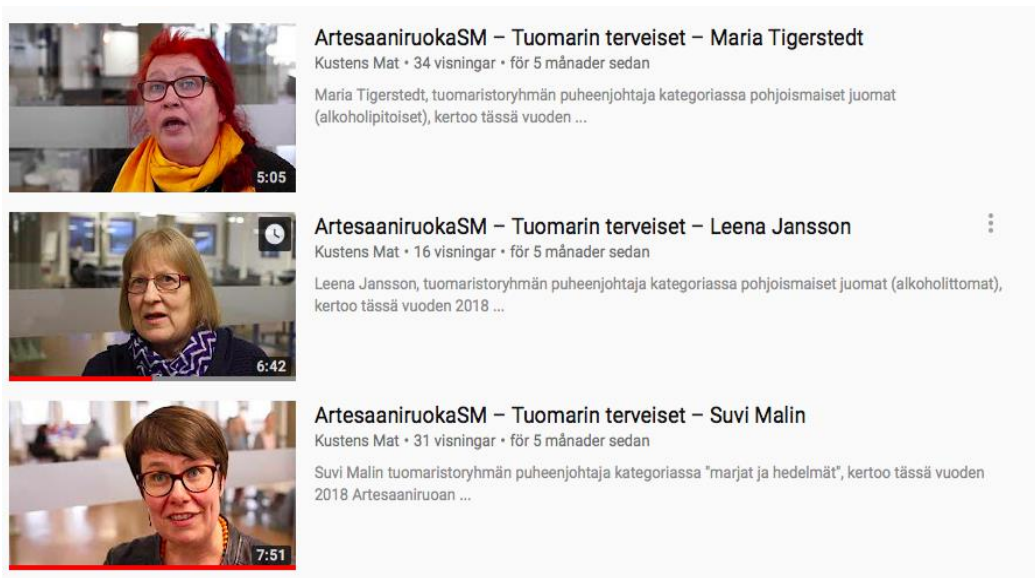 ArtesaaniruokaSM – Tuomarin terveiset – Maria Tigerstedt
Kustens Mat • 34 visningar • för 5 månader sedan
Maria Tigerstedt, tuomaristoryhmän puheenjohtaja kategoriassa pohjoismaiset juomat
(alkoholipitoiset), kertoo tässä vuoden ...
5:05
ArtesaaniruokaSM – Tuomarin terveiset – Leena Jansson
Kustens Mat • 16 visningar • för 5 månader sedan
Leena Jansson, tuomaristoryhmän puheenjohtaja kategoriassa pohjoismaiset juomat (alkoholittomat),
kertoo tässä vuoden 2018 ...
6:42
ArtesaaniruokaSM – Tuomarin terveiset – Suvi Malin
Kustens Mat • 31 visningar • för 5 månader sedan
Suvi Malin tuomaristoryhmän puheenjohtaja kategoriassa "marjat ja hedelmät", kertoo tässä vuoden
2018 Artesaaniruoan ...
7:51